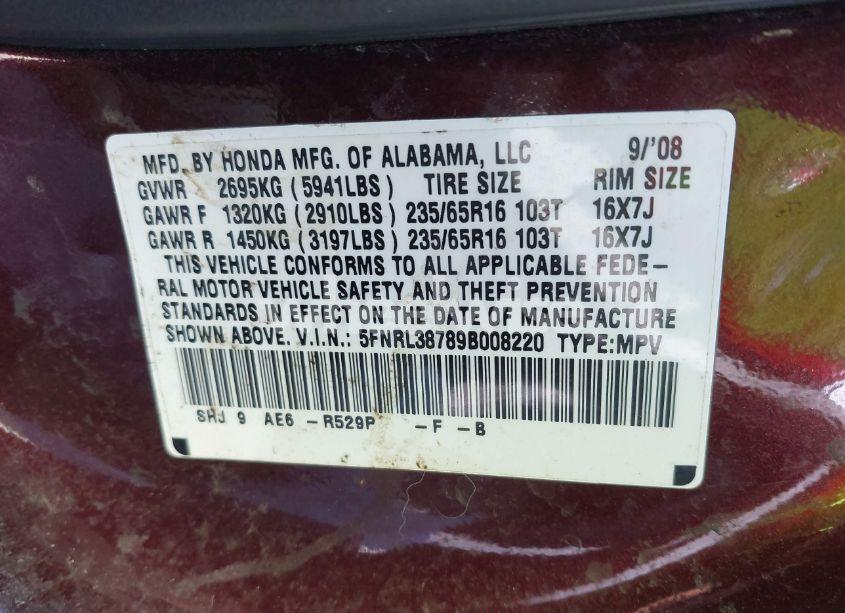 MFD. BY HONDA MFG. OF ALABAMA, LLC 9/'08
GVWR 2695KG (5941LBS) TIRE SIZE RIM SIZE
GAWR F 1320KG (2910LBS) 235/65R16 103T 16X7J
GAWR R 1450KG (3197LBS) 235/65R16 103T 16X7J
THIS VEHICLE CONFORMS TO ALL APPLICABLE FEDE-
RAL MOTOR VEHICLE SAFETY AND THEFT PREVENTION
STANDARDS IN EFFECT ON THE DATE OF MANUFACTURE
SHOWN ABOVE. V.I.N.: 5FNRL38789B008220 TYPE:MPV
SHJ 9 AE6 -R529P -F -B